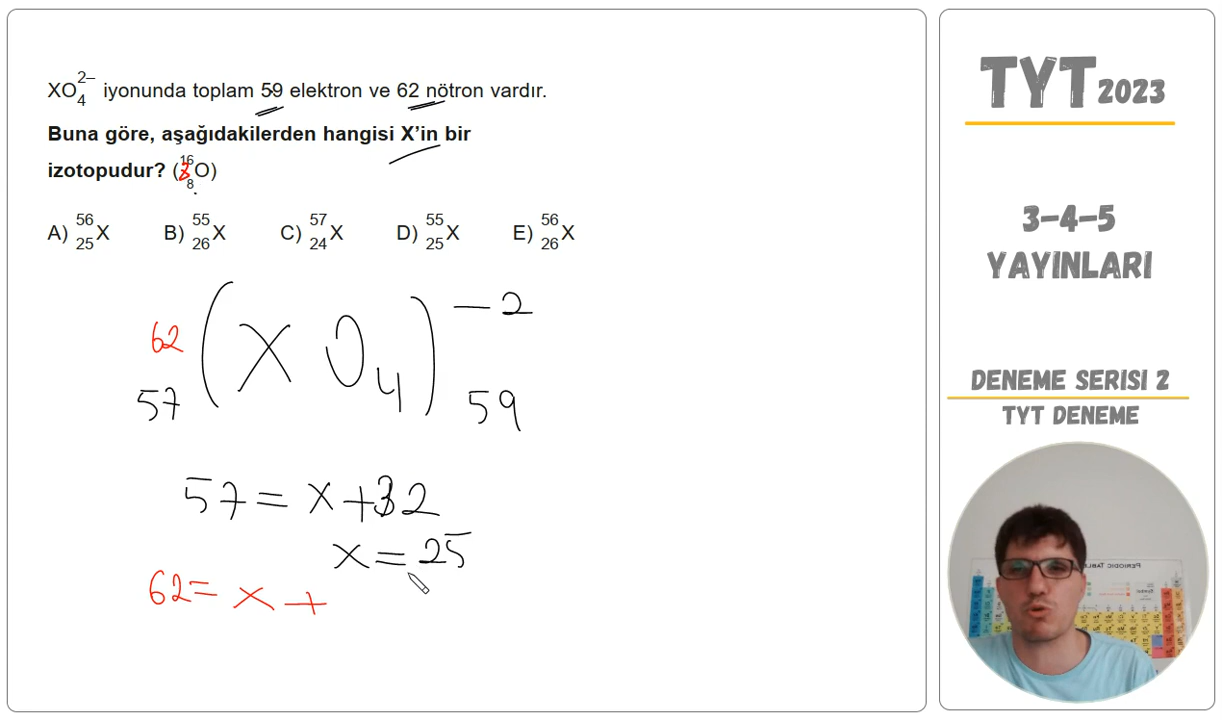 XO₄²⁻ iyonunda toplam 59 elektron ve 62 nötron vardır.
Buna göre, aşağıdakilerden hangisi X'in bir
izotopudur? (¹⁶₈O)
A) ⁵⁶₂₅X B) ⁵⁵₂₆X C) ⁵⁷₂₄X D) ⁵⁵₂₅X E) ⁵⁶₂₆X
62 (X O₄)⁻²
57 59
57 = x + 32
x = 25
62 = x +
TYT 2023
3-4-5
YAYINLARI
DENEME SERISI 2
TYT DENEME
PERIODIC TABLE